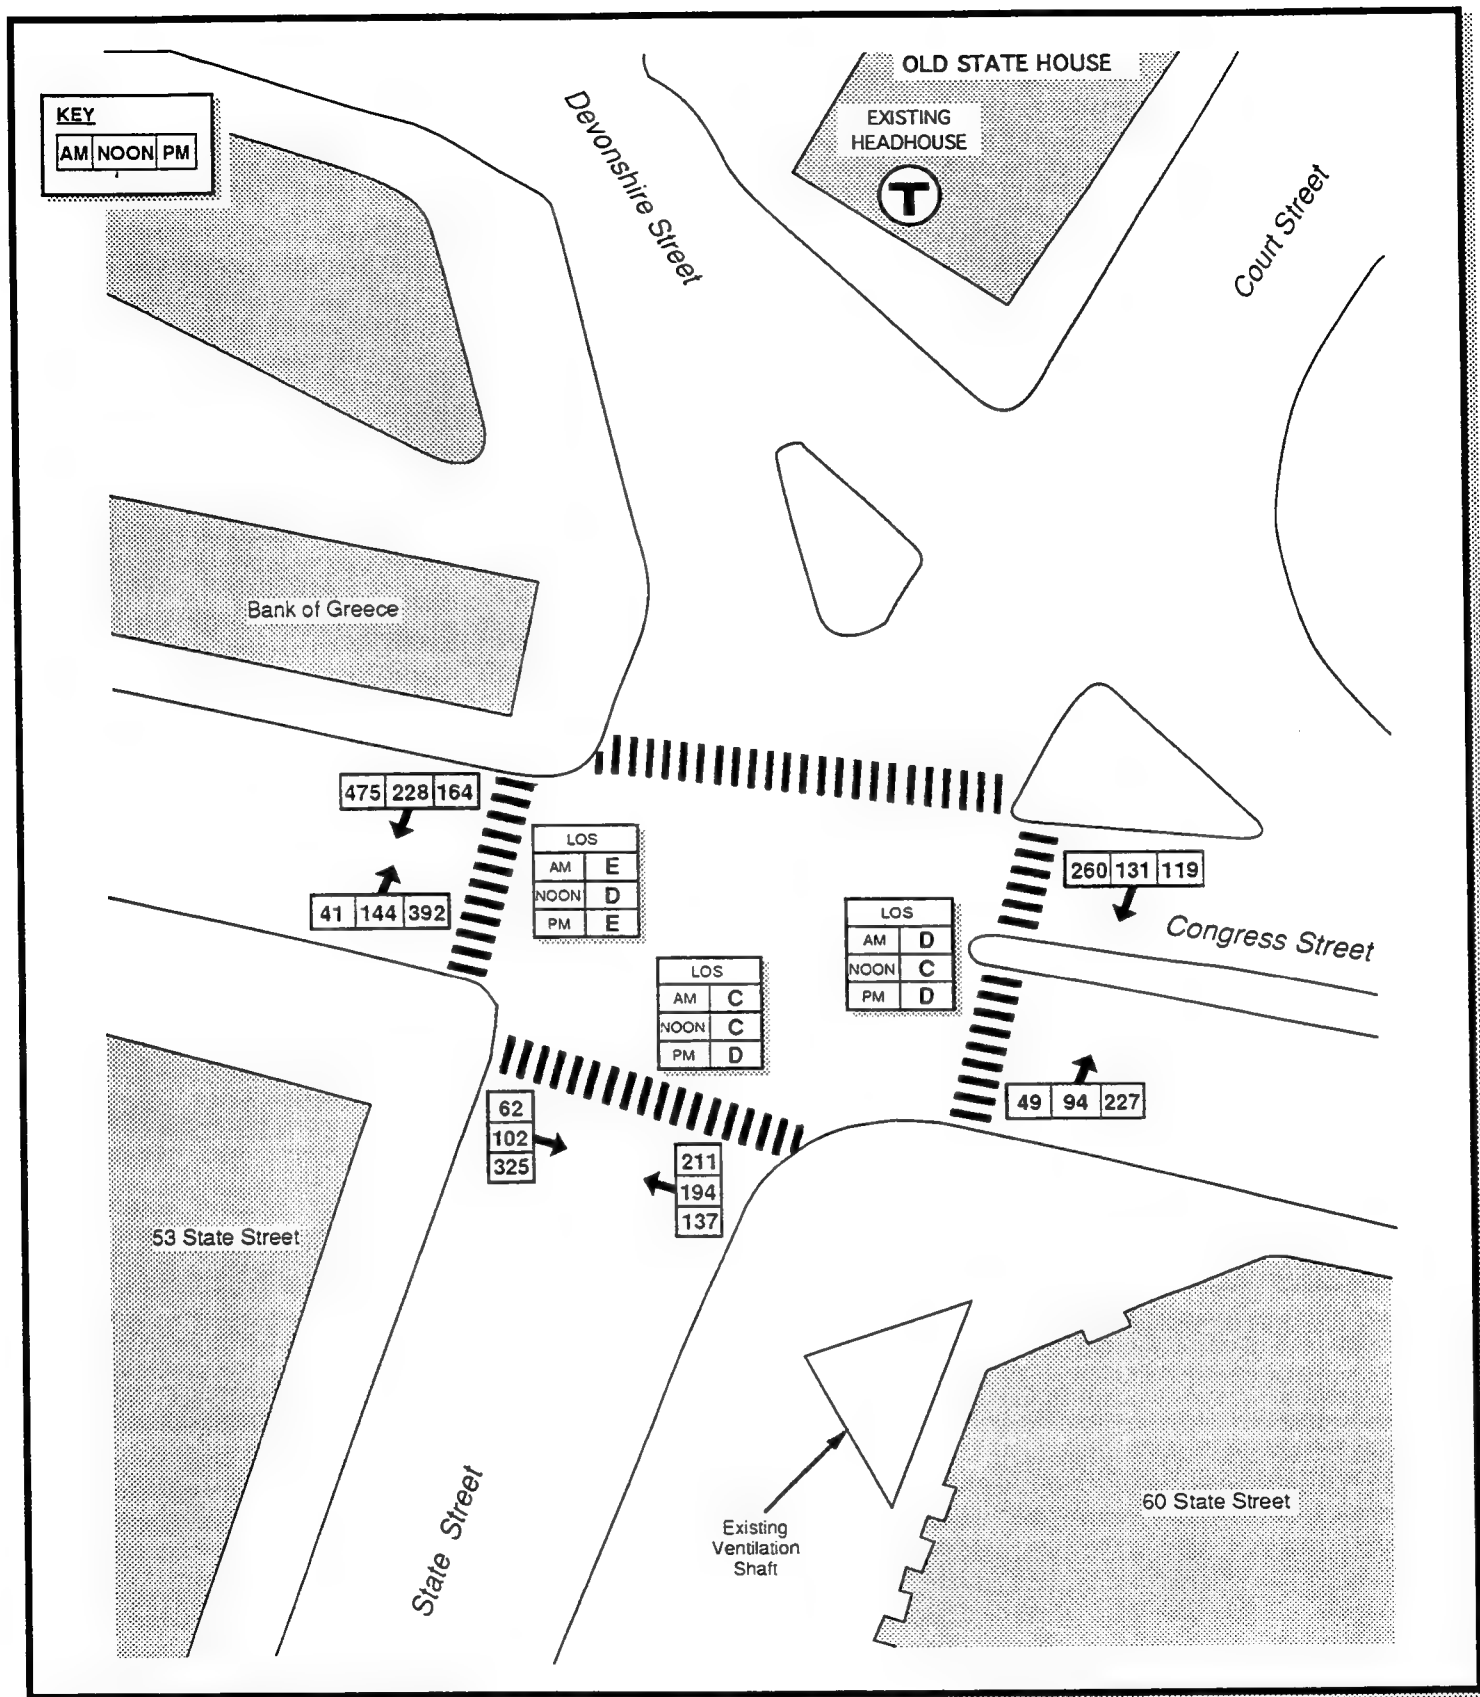 OLD STATE HOUSE
KEY
AM NOON PM
EXISTING
HEADHOUSE
T
Devonshire Street
Court Street
Bank of Greece
475 228 164
41 144 392
LOS
AM E
NOON D
PM E
260 131 119
Congress Street
LOS
AM D
NOON C
PM D
LOS
AM C
NOON C
PM D
49 94 227
62
102
325
211
194
137
53 State Street
State Street
Existing
Ventilation
Shaft
60 State Street